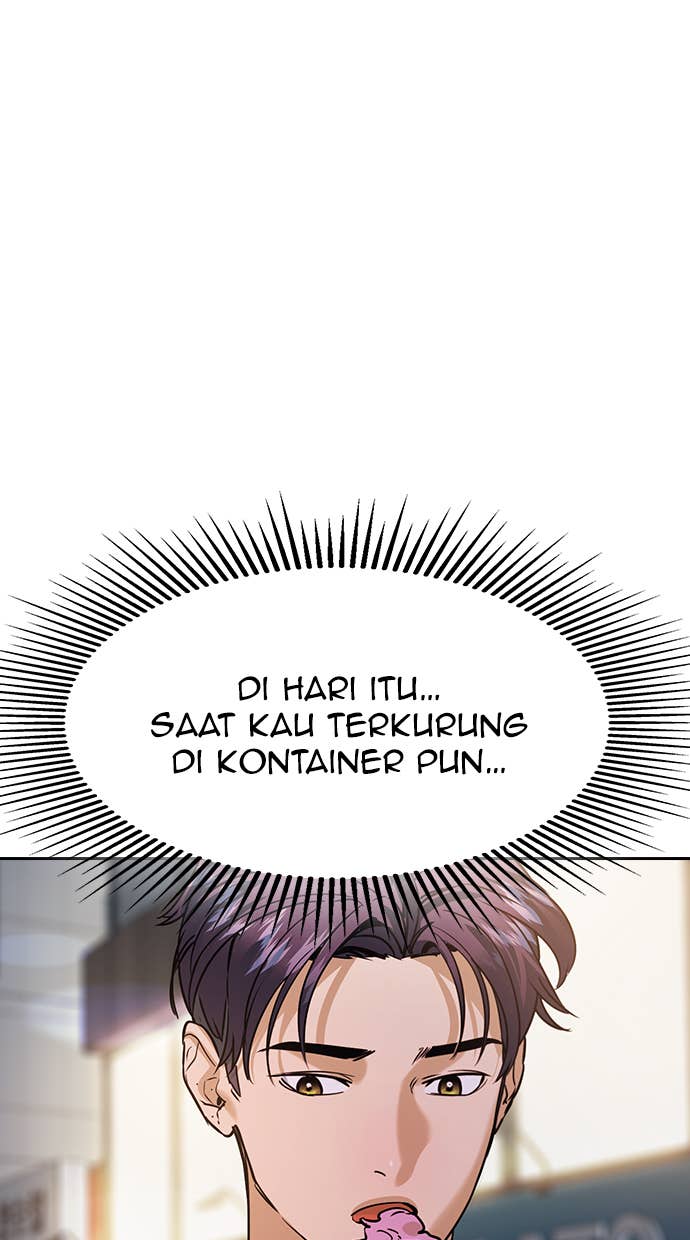 DI HARI ITU...
SAAT KAU TERKURUNG
DI KONTAINER PUN...